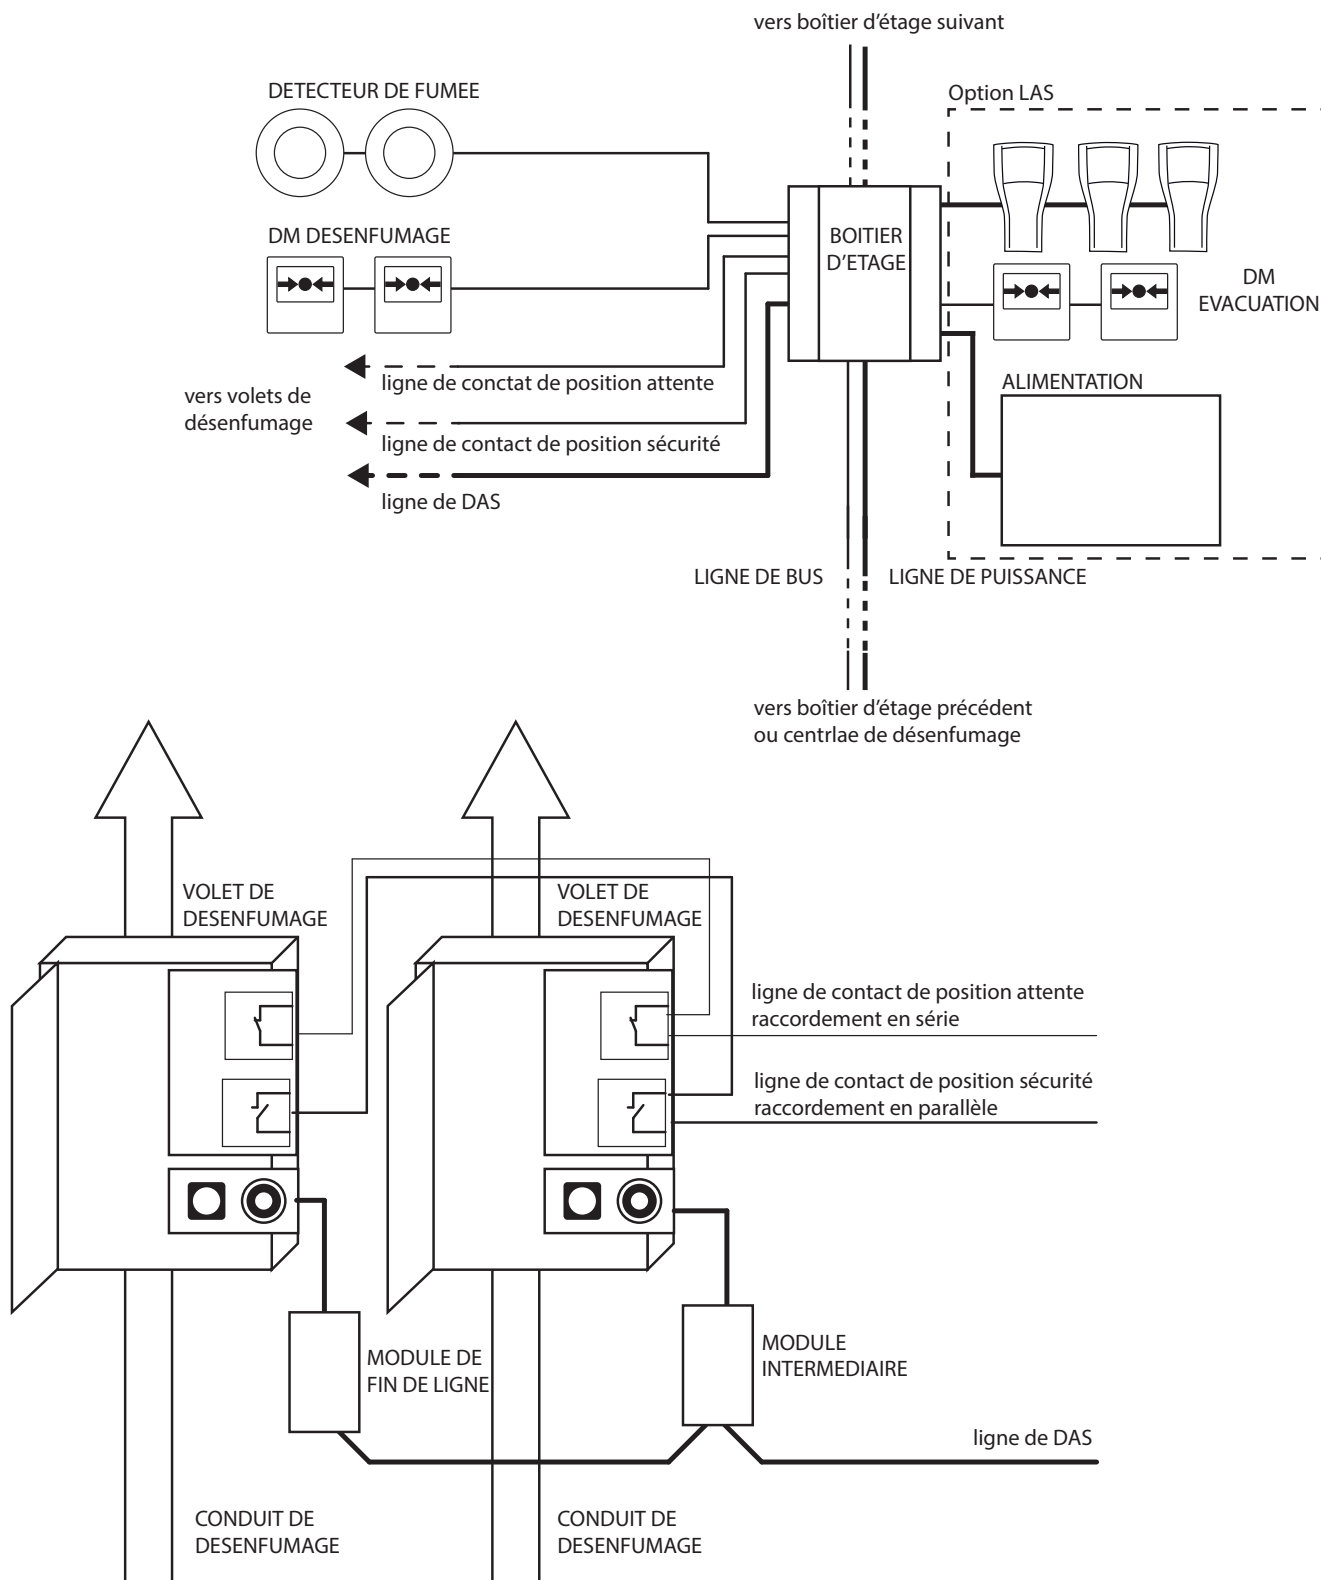 vers boîtier d'étage suivant
DETECTEUR DE FUMEE
Option LAS
DM DESENFUMAGE
BOITIER
D'ETAGE
DM
EVACUATION
ligne de conctat de position attente
vers volets de
désenfumage
ligne de contact de position sécurité
ligne de DAS
ALIMENTATION
LIGNE DE BUS
LIGNE DE PUISSANCE
vers boîtier d'étage précédent
ou centrlae de désenfumage
VOLET DE
DESENFUMAGE
VOLET DE
DESENFUMAGE
ligne de contact de position attente
raccordement en série
ligne de contact de position sécurité
raccordement en parallèle
MODULE DE
FIN DE LIGNE
MODULE
INTERMEDIAIRE
ligne de DAS
CONDUIT DE
DESENFUMAGE
CONDUIT DE
DESENFUMAGE